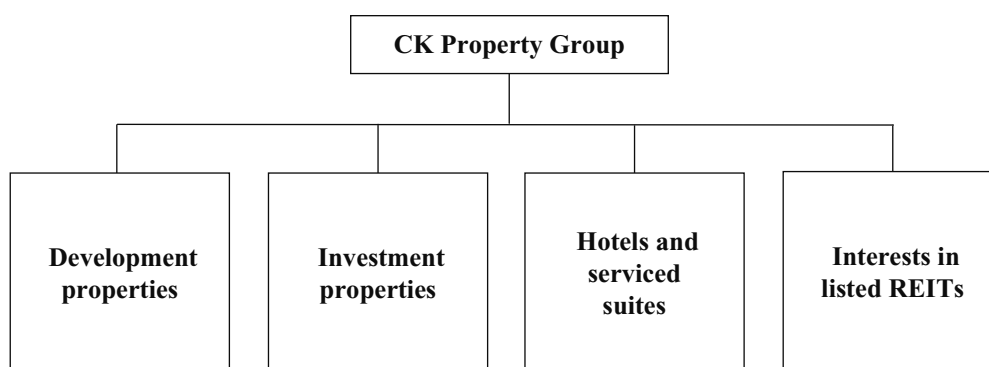 CK Property Group
Development
properties
Investment
properties
Hotels and
serviced
suites
Interests in
listed REITs